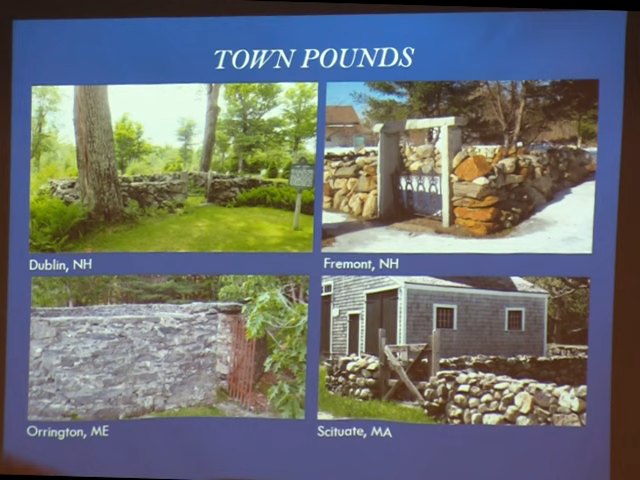 TOWN POUNDS
Dublin, NH
Fremont, NH
Orrington, ME
Scituate, MA